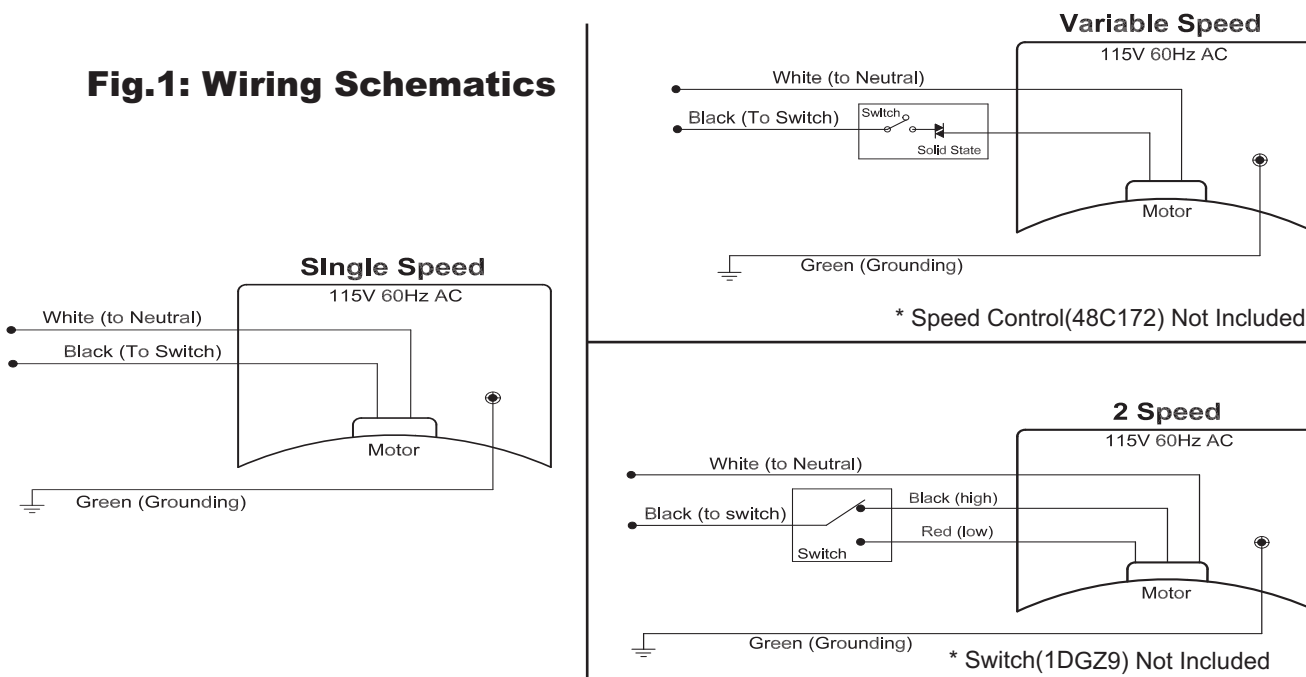 Fig.1: Wiring Schematics
SIngle Speed
115V 60Hz AC
White (to Neutral)
Black (To Switch)
Motor
Green (Grounding)
Variable Speed
115V 60Hz AC
White (to Neutral)
Black (To Switch)
Switch
Solid State
Motor
Green (Grounding)
* Speed Control(48C172) Not Included
2 Speed
115V 60Hz AC
White (to Neutral)
Black (to switch)
Black (high)
Red (low)
Switch
Motor
Green (Grounding)
* Switch(1DGZ9) Not Included